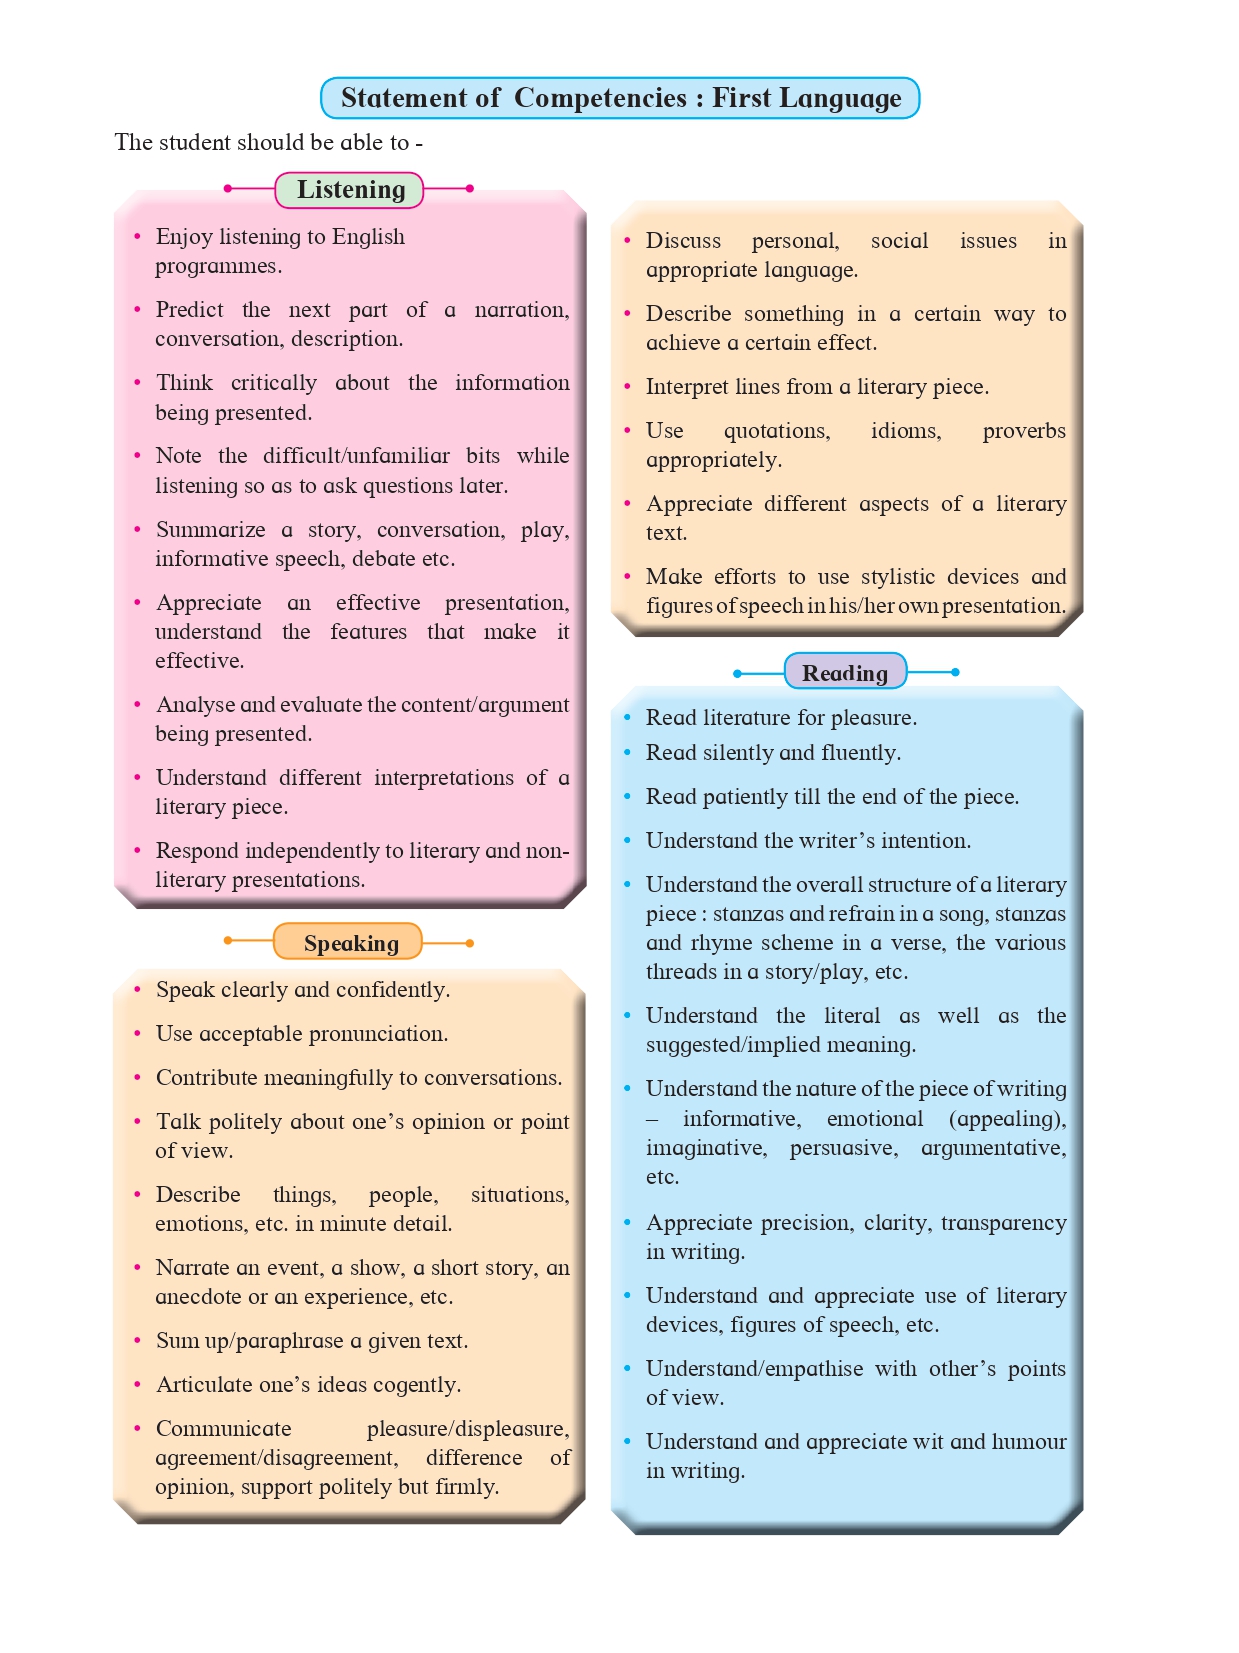 Statement of Competencies : First Language
The student should be able to -
Listening
• Enjoy listening to English
programmes.
• Predict the next part of a narration,
conversation, description.
• Think critically about the information
being presented.
• Note the difficult/unfamiliar bits while
listening so as to ask questions later.
• Summarize a story, conversation, play,
informative speech, debate etc.
• Appreciate an effective presentation,
understand the features that make it
effective.
• Analyse and evaluate the content/argument
being presented.
• Understand different interpretations of a
literary piece.
• Respond independently to literary and non-
literary presentations.
Speaking
• Speak clearly and confidently.
• Use acceptable pronunciation.
• Contribute meaningfully to conversations.
• Talk politely about one’s opinion or point
of view.
• Describe things, people, situations,
emotions, etc. in minute detail.
• Narrate an event, a show, a short story, an
anecdote or an experience, etc.
• Sum up/paraphrase a given text.
• Articulate one’s ideas cogently.
• Communicate pleasure/displeasure,
agreement/disagreement, difference of
opinion, support politely but firmly.
• Discuss personal, social issues in
appropriate language.
• Describe something in a certain way to
achieve a certain effect.
• Interpret lines from a literary piece.
• Use quotations, idioms, proverbs
appropriately.
• Appreciate different aspects of a literary
text.
• Make efforts to use stylistic devices and
figures of speech in his/her own presentation.
Reading
• Read literature for pleasure.
• Read silently and fluently.
• Read patiently till the end of the piece.
• Understand the writer’s intention.
• Understand the overall structure of a literary
piece : stanzas and refrain in a song, stanzas
and rhyme scheme in a verse, the various
threads in a story/play, etc.
• Understand the literal as well as the
suggested/implied meaning.
• Understand the nature of the piece of writing
– informative, emotional (appealing),
imaginative, persuasive, argumentative,
etc.
• Appreciate precision, clarity, transparency
in writing.
• Understand and appreciate use of literary
devices, figures of speech, etc.
• Understand/empathise with other’s points
of view.
• Understand and appreciate wit and humour
in writing.